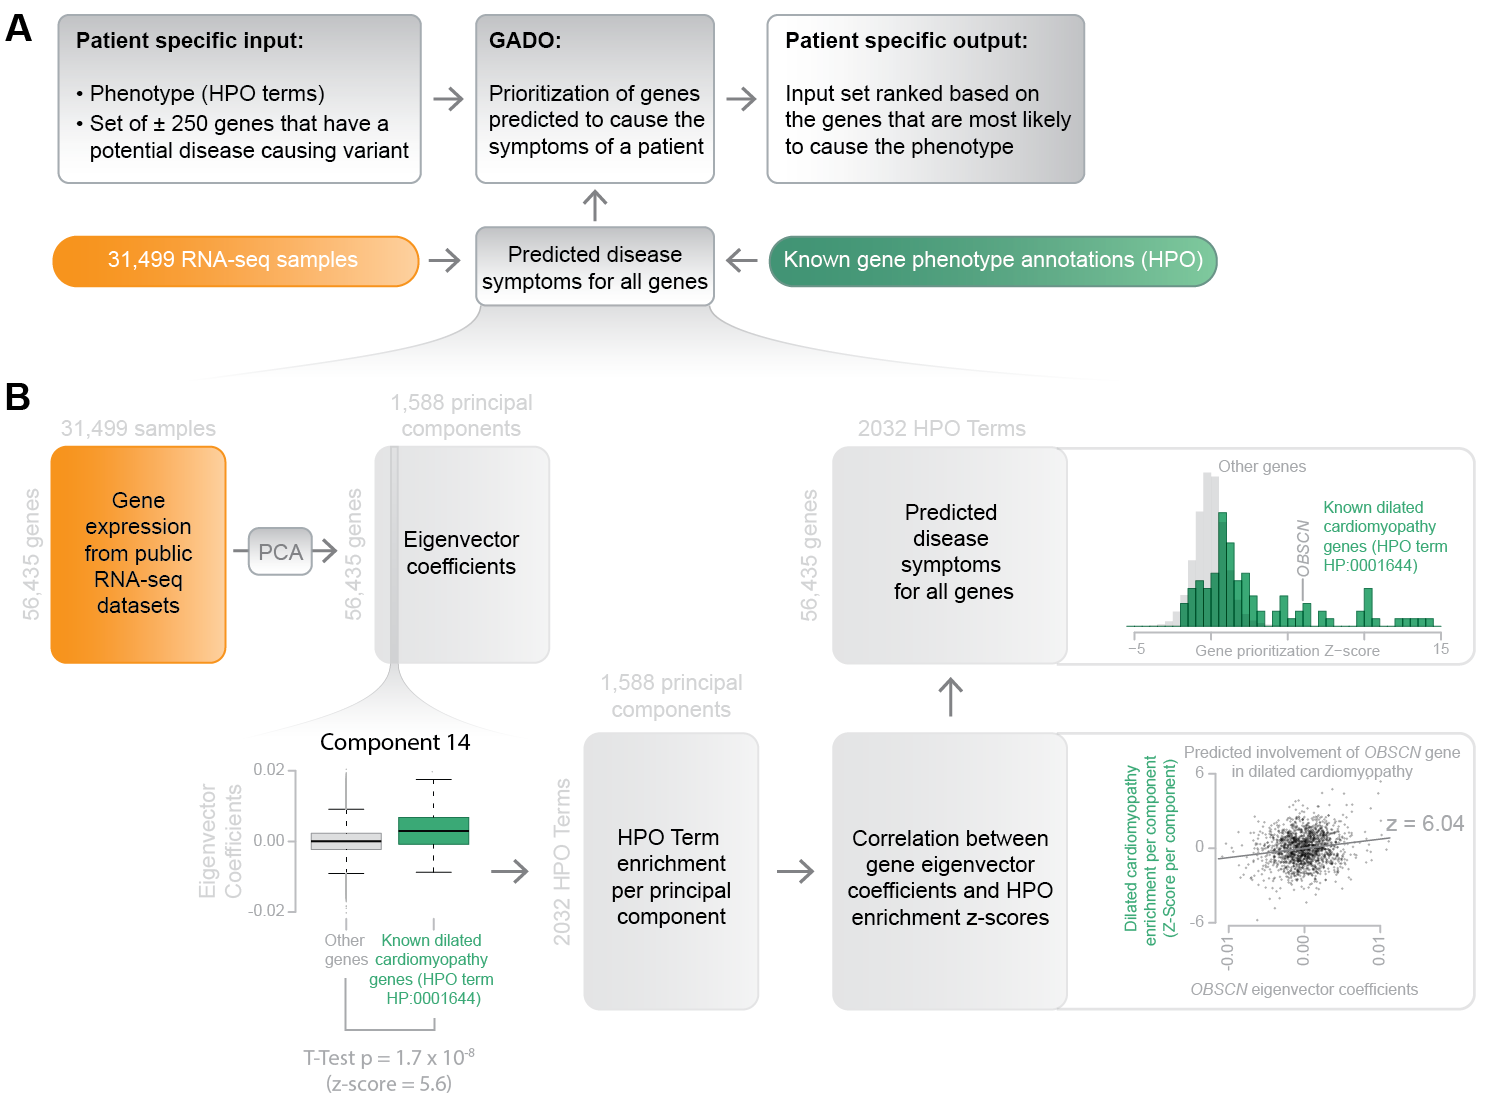 A
Patient specific input:
• Phenotype (HPO terms)
• Set of ± 250 genes that have a
potential disease causing variant
GADO:
Prioritization of genes
predicted to cause the
symptoms of a patient
Patient specific output:
Input set ranked based on
the genes that are most likely
to cause the phenotype
31,499 RNA-seq samples
Predicted disease
symptoms for all genes
Known gene phenotype annotations (HPO)
B
31,499 samples
56,435 genes
Gene
expression
from public
RNA-seq
datasets
PCA
1,588 principal
components
56,435 genes
Eigenvector
coefficients
Component 14
Eigenvector
Coefficients
0.02
0.00
-0.02
Other
genes
Known dilated
cardiomyopathy
genes (HPO term
HP:0001644)
T-Test p = 1.7 x 10-8
(z-score = 5.6)
1,588 principal
components
2032 HPO Terms
HPO Term
enrichment
per principal
component
Correlation between
gene eigenvector
coefficients and HPO
enrichment z-scores
Predicted involvement of OBSCN gene
in dilated cardiomyopathy
Dilated cardiomyopathy
enrichment per component
(Z-Score per component)
6
0
-6
z = 6.04
-0.01
0.00
0.01
OBSCN eigenvector coefficients
2032 HPO Terms
56,435 genes
Predicted
disease
symptoms
for all genes
Other genes
OBSCN
Known dilated
cardiomyopathy
genes (HPO term
HP:0001644)
−5
Gene prioritization Z−score
15